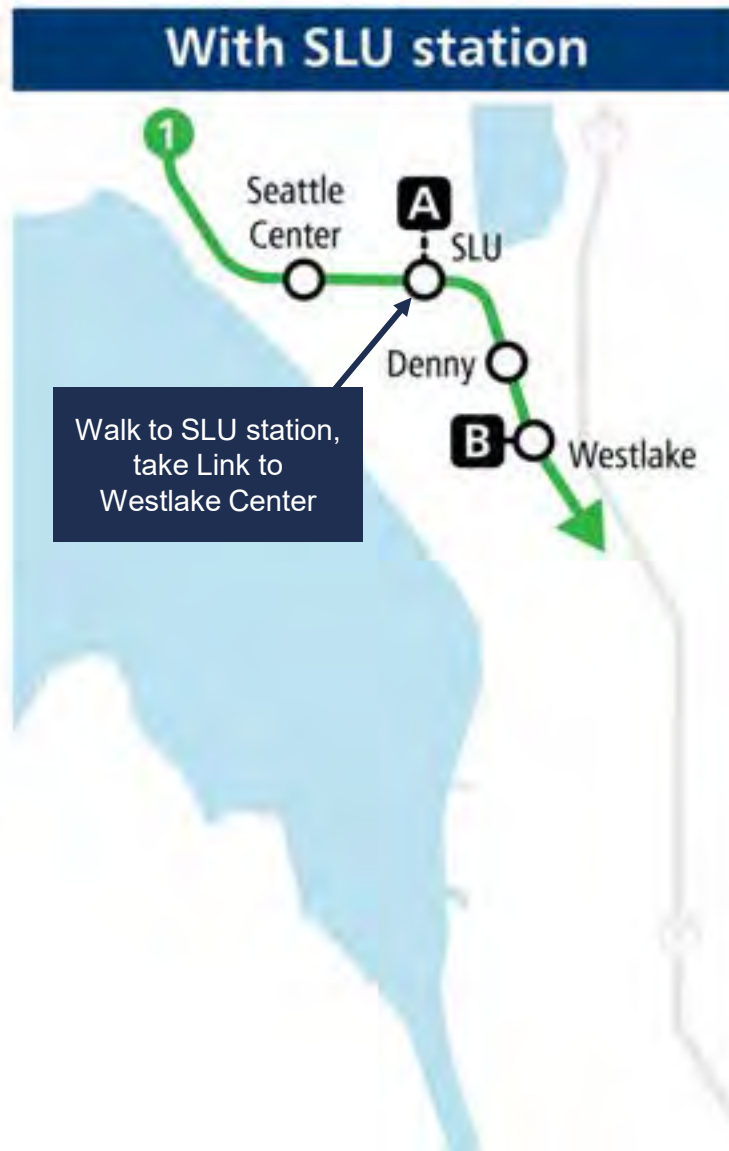 With SLU station
1
Seattle
Center
A
SLU
Denny
B
Westlake
Walk to SLU station,
take Link to
Westlake Center